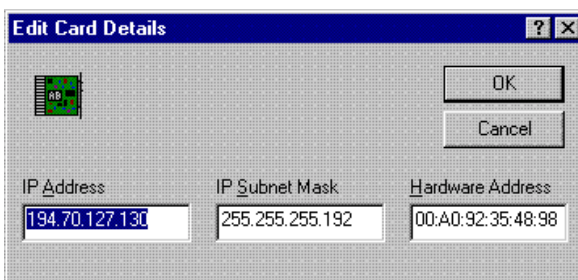 Edit Card Details
? X
AB
OK
Cancel
IP Address IP Subnet Mask Hardware Address
194.70.127.130 255.255.255.192 00:A0:92:35:48:98